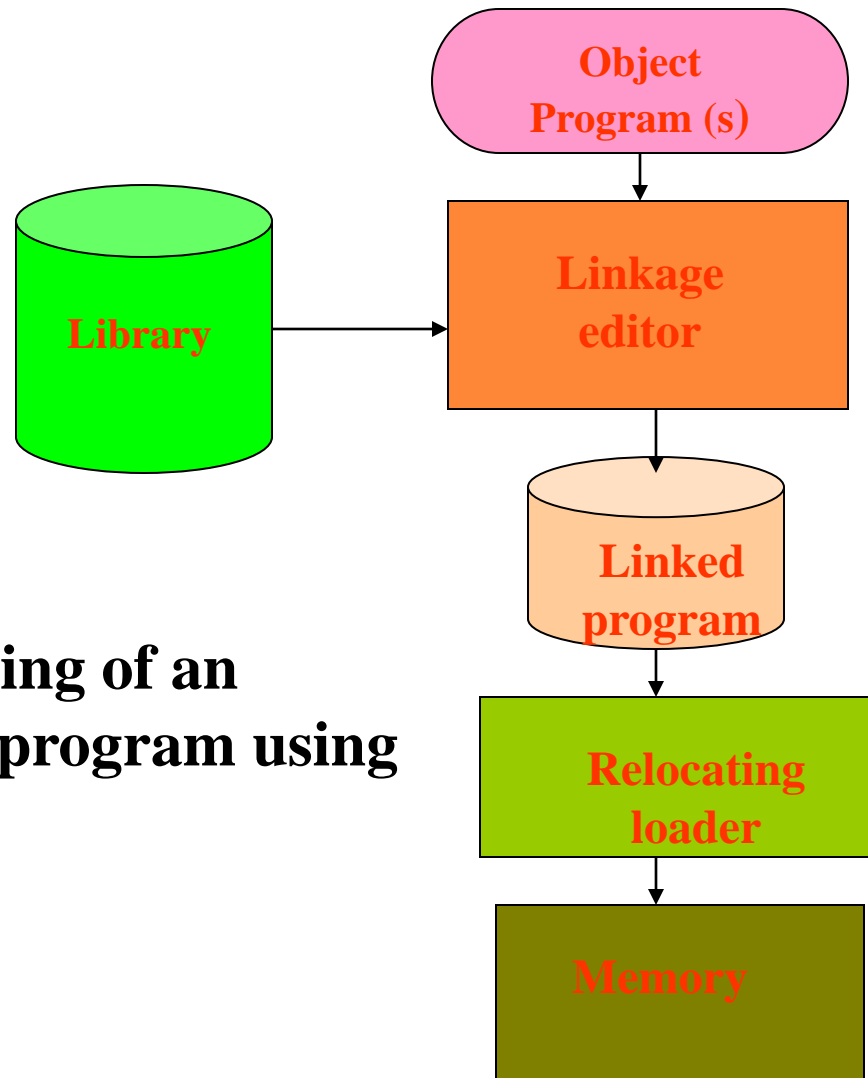 Object
Program (s)
Linkage
editor
Library
Linked
program
ing of an
program using
Relocating
loader
Memory